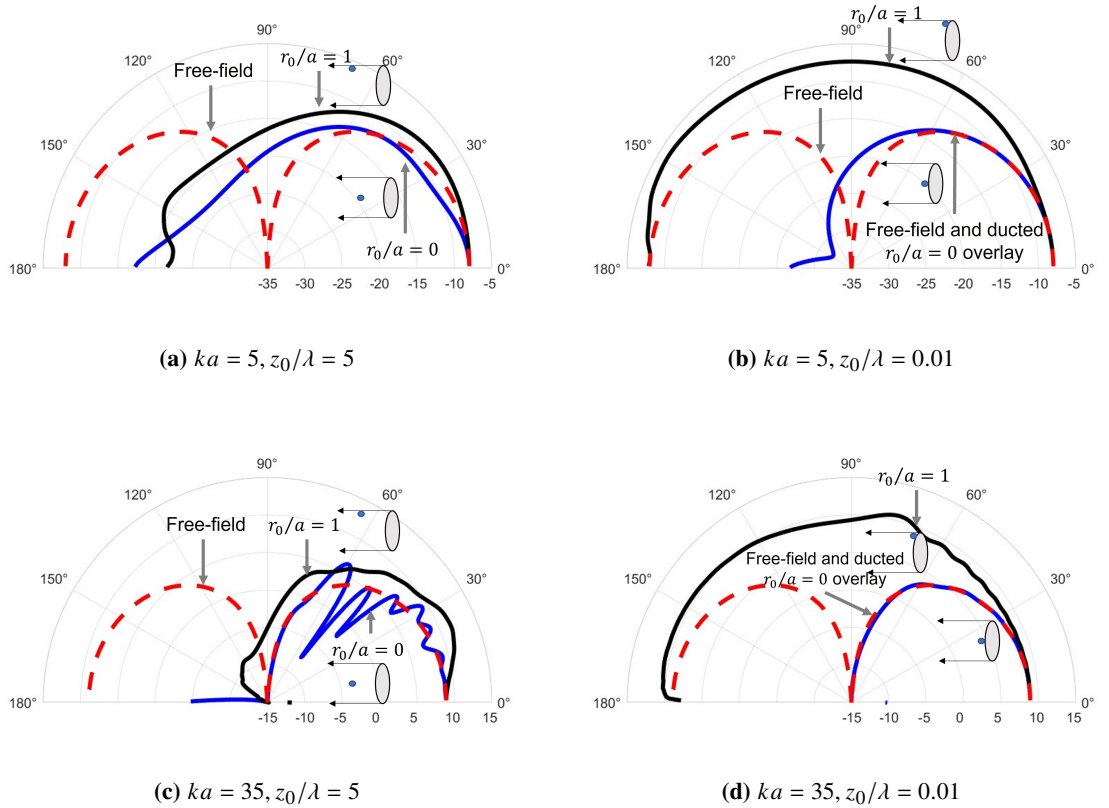 90°
120°
60°
150°
30°
180°
0°
-35 -30 -25 -20 -15 -10 -5
Free-field
r₀/a = 1
r₀/a = 0
(a) ka = 5, z₀/λ = 5
90°
120°
60°
150°
30°
180°
0°
-35 -30 -25 -20 -15 -10 -5
r₀/a = 1
Free-field
Free-field and ducted
r₀/a = 0 overlay
(b) ka = 5, z₀/λ = 0.01
90°
120°
60°
150°
30°
180°
0°
-15 -10 -5 0 5 10 15
Free-field
r₀/a = 1
r₀/a = 0
(c) ka = 35, z₀/λ = 5
90°
120°
60°
150°
30°
180°
0°
-15 -10 -5 0 5 10 15
r₀/a = 1
Free-field and ducted
r₀/a = 0 overlay
(d) ka = 35, z₀/λ = 0.01